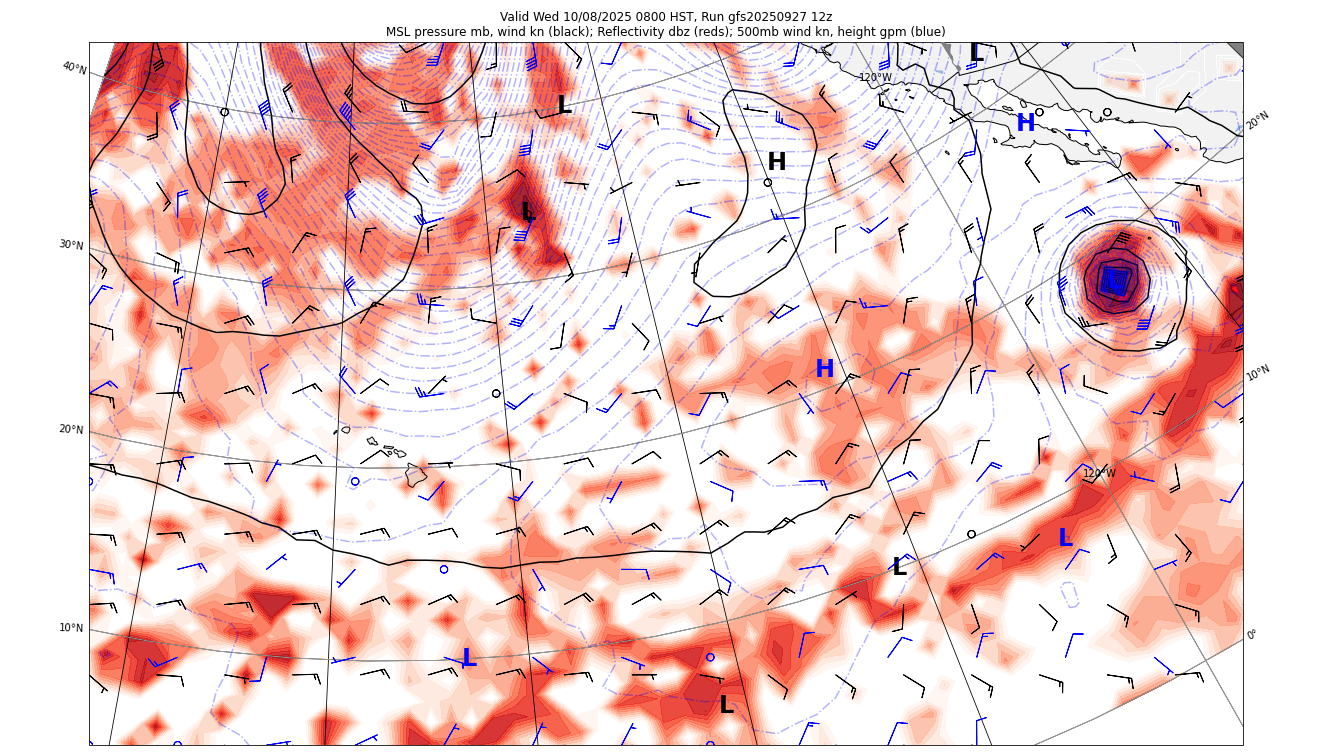 Valid Wed 10/08/2025 0800 HST, Run gfs20250927 12z
MSL pressure mb, wind kn (black); Reflectivity dbz (reds); 500mb wind kn, height gpm (blue)
L
40°N
120°W
L
20°N
H
H
L
30°N
H
10°N
20°N
120°W
L
L
10°N
0°
L
L